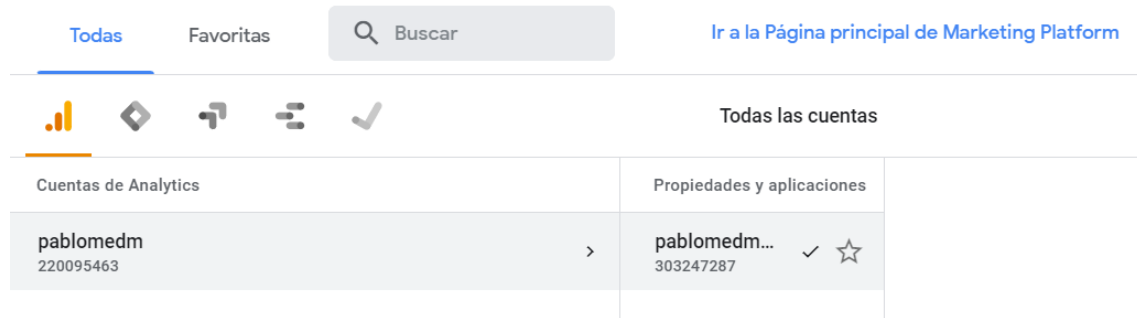 Todas Favoritas Buscar Ir a la Página principal de Marketing Platform
Todas las cuentas
Cuentas de Analytics Propiedades y aplicaciones
pablomedm pablomedm...
220095463 303247287